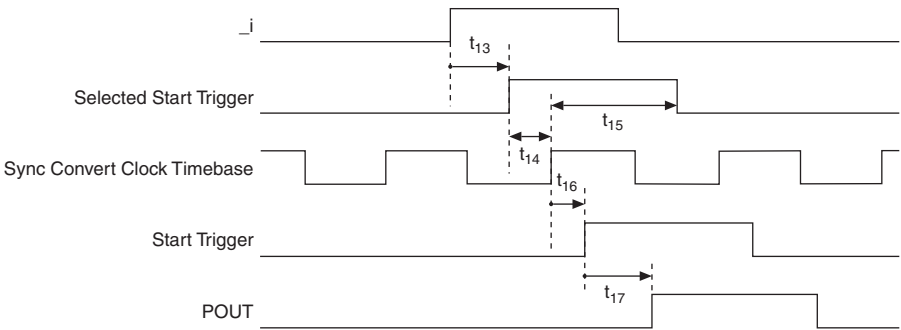 _i
t13
Selected Start Trigger
t15
t14
Sync Convert Clock Timebase
t16
Start Trigger
t17
POUT